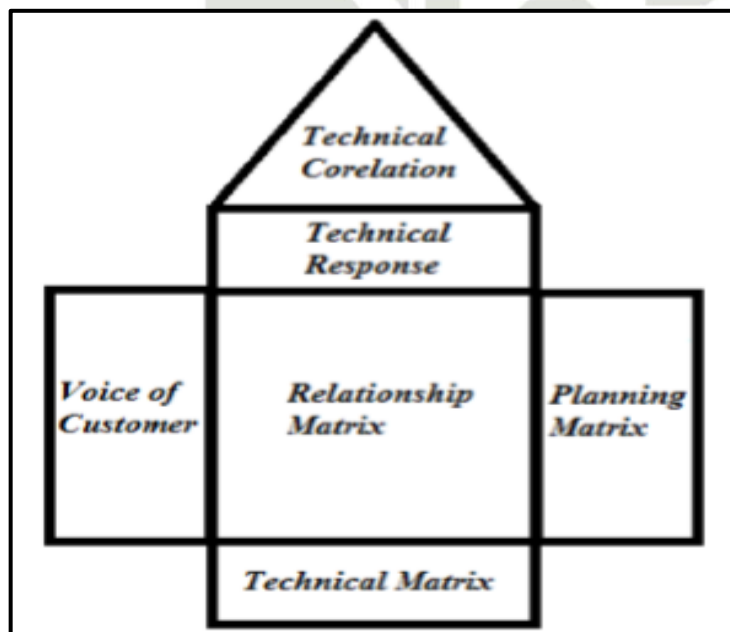 Technical
Corelation
Technical
Response
Voice of
Customer
Relationship
Matrix
Planning
Matrix
Technical Matrix